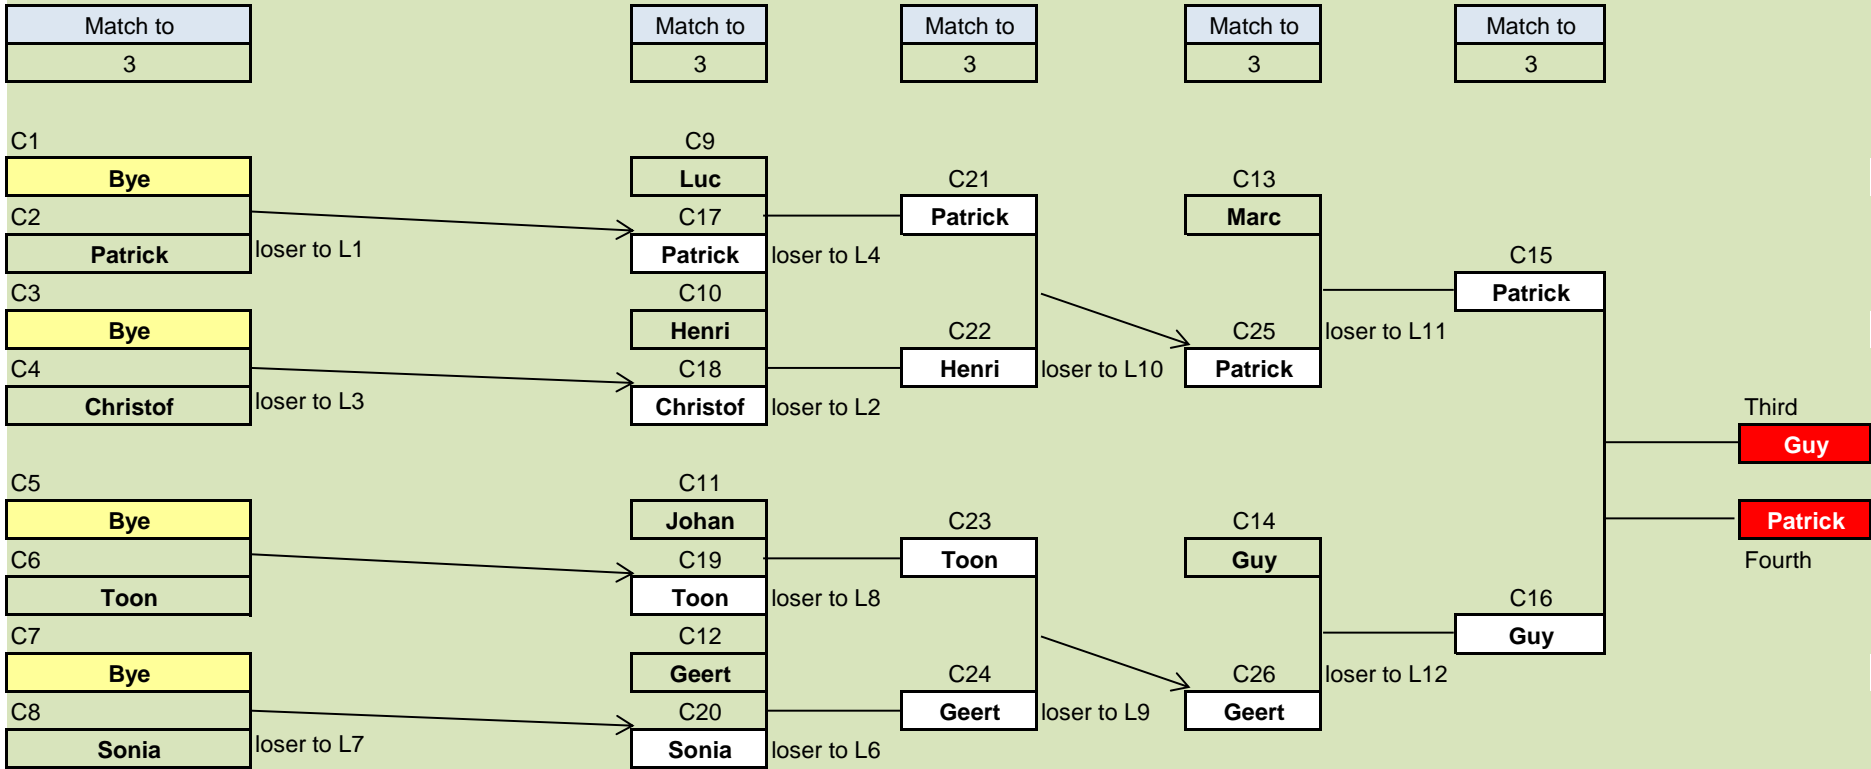 Match to Match to Match to Match to Match to
3 3 3 3 3
C1 C9
Bye Luc C21 C13
C2 C17 Patrick Marc
Patrick loser to L1 Patrick loser to L4 C15
C3 C10 Patrick
Bye Henri C22 C25 loser to L11
C4 C18 Henri loser to L10 Patrick
Christof loser to L3 Christof loser to L2 Third
Guy
C5 C11
Bye Johan C23 C14 Patrick
C6 C19 Toon Guy Fourth
Toon Toon loser to L8 C16
C7 C12 Guy
Bye Geert C24 C26 loser to L12
C8 C20 Geert loser to L9 Geert
Sonia loser to L7 Sonia loser to L6